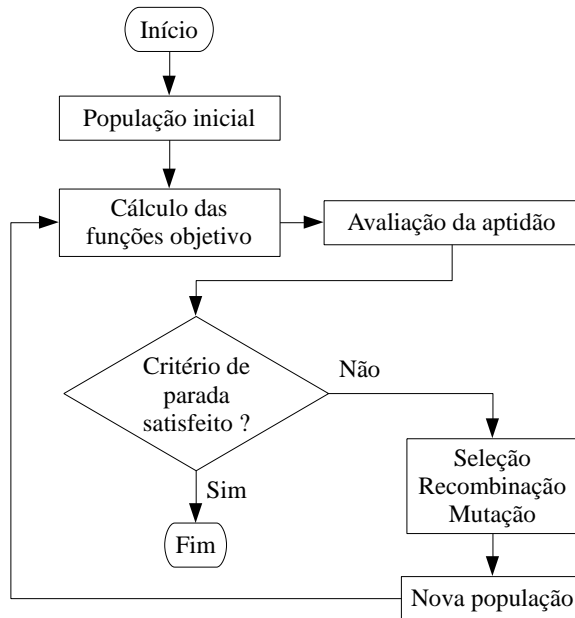 Início
População inicial
Cálculo das
funções objetivo
Avaliação da aptidão
Critério de
parada
satisfeito ?
Não
Sim
Seleção
Recombinação
Mutação
Fim
Nova população